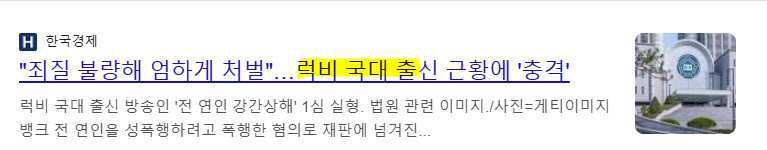 H 한국경제
"죄질 불량해 엄하게 처벌"…럭비 국대 출신 근황에 '충격'
럭비 국대 출신 방송인 '전 연인 강간상해' 1심 실형. 법원 관련 이미지./사진=게티이미지
뱅크 전 연인을 성폭행하려고 폭행한 혐의로 재판에 넘겨진...